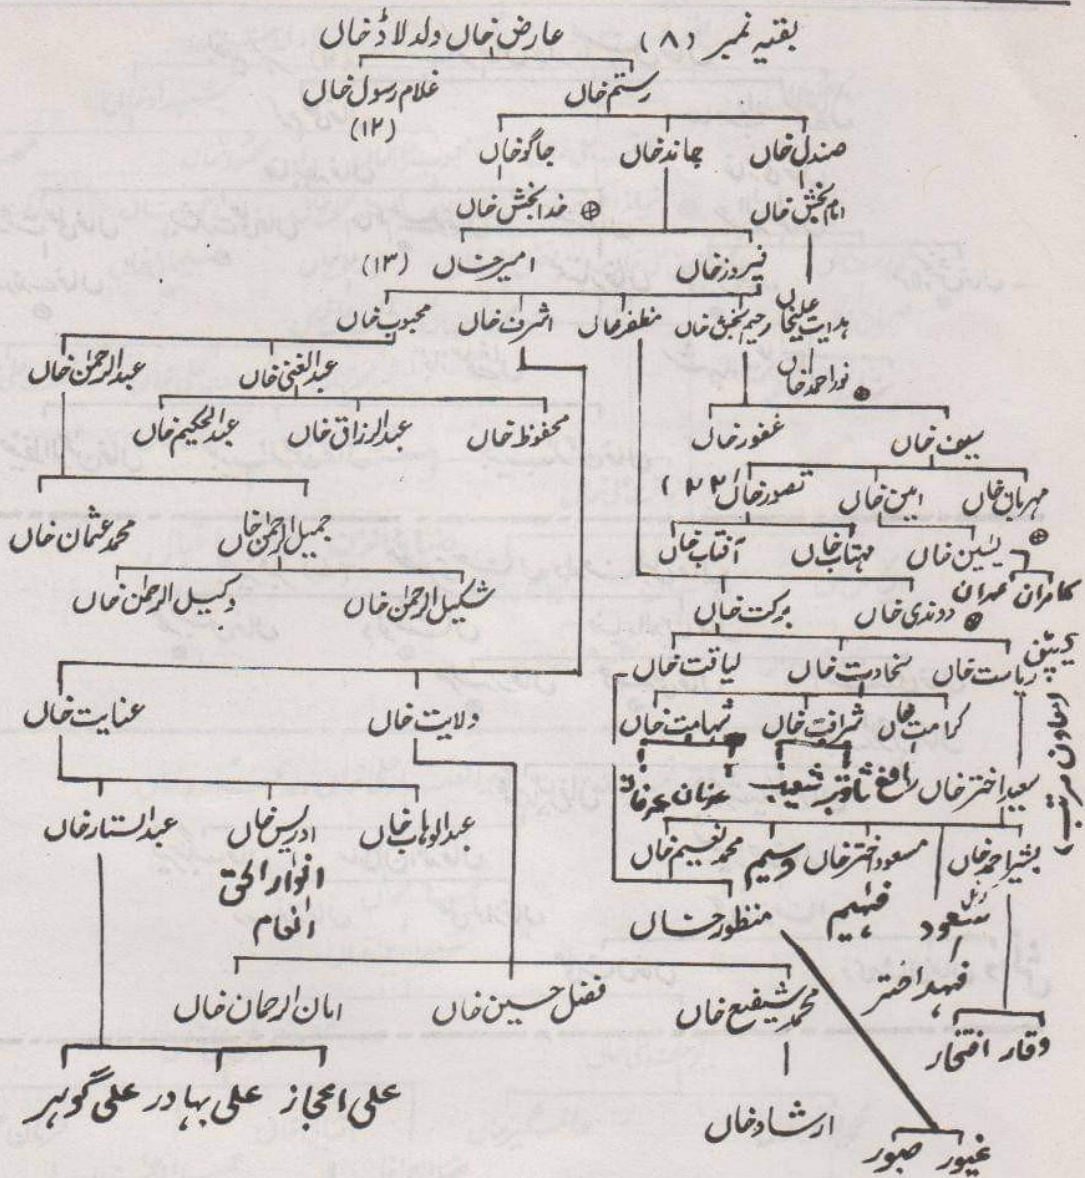 بقیہ نمبر (۸) عارض خاں ولد لاڈ خاں
رستم خاں غلام رسول خاں
(۱۲)
صندل خاں چاند خاں جاگو خاں
امام بخش خاں خدا بخش خاں
فیروز خاں امیر خاں (۱۳)
ہدایت علیخاں رحیم بخش خاں مظفر خاں اشرف خاں محبوب خاں
نور احمد خاں عبدالغنی خاں عبدالرحمٰن خاں
سیف خاں غفور خاں محفوظ خاں عبدالرزاق خاں عبدالحکیم خاں
مہربان خاں امین خاں تصور خاں (۲۲)
یٰسین خاں مہتاب خاں آفتاب خاں جمیل الرحمٰن خاں محمد عثمان خاں
کامران عمران دوندی خاں برکت خاں شکیل الرحمٰن خاں وکیل الرحمٰن خاں
کیپٹن ریاست خاں سخاوت خاں لیاقت خاں
(معاون مرتب)
کرامت خاں شرافت خاں شہامت خاں ولایت خاں عنایت خاں
سعید اختر خاں رافع ثاقب شعیب عدنان عرفان
عبدالوہاب خاں ادریس خاں عبدالستار خاں
بشیر احمد خاں مسعود اختر خاں وسیم محمد نعیم خاں
انوار الحق
انعام
سعود فہیم منظور خاں
فہد اختر
محمد شفیع خاں فضل حسین خاں امان الرحمان خاں
وقار افتخار
علی اعجاز علی بہادر علی گوہر
ارشاد خاں
غیور صبور